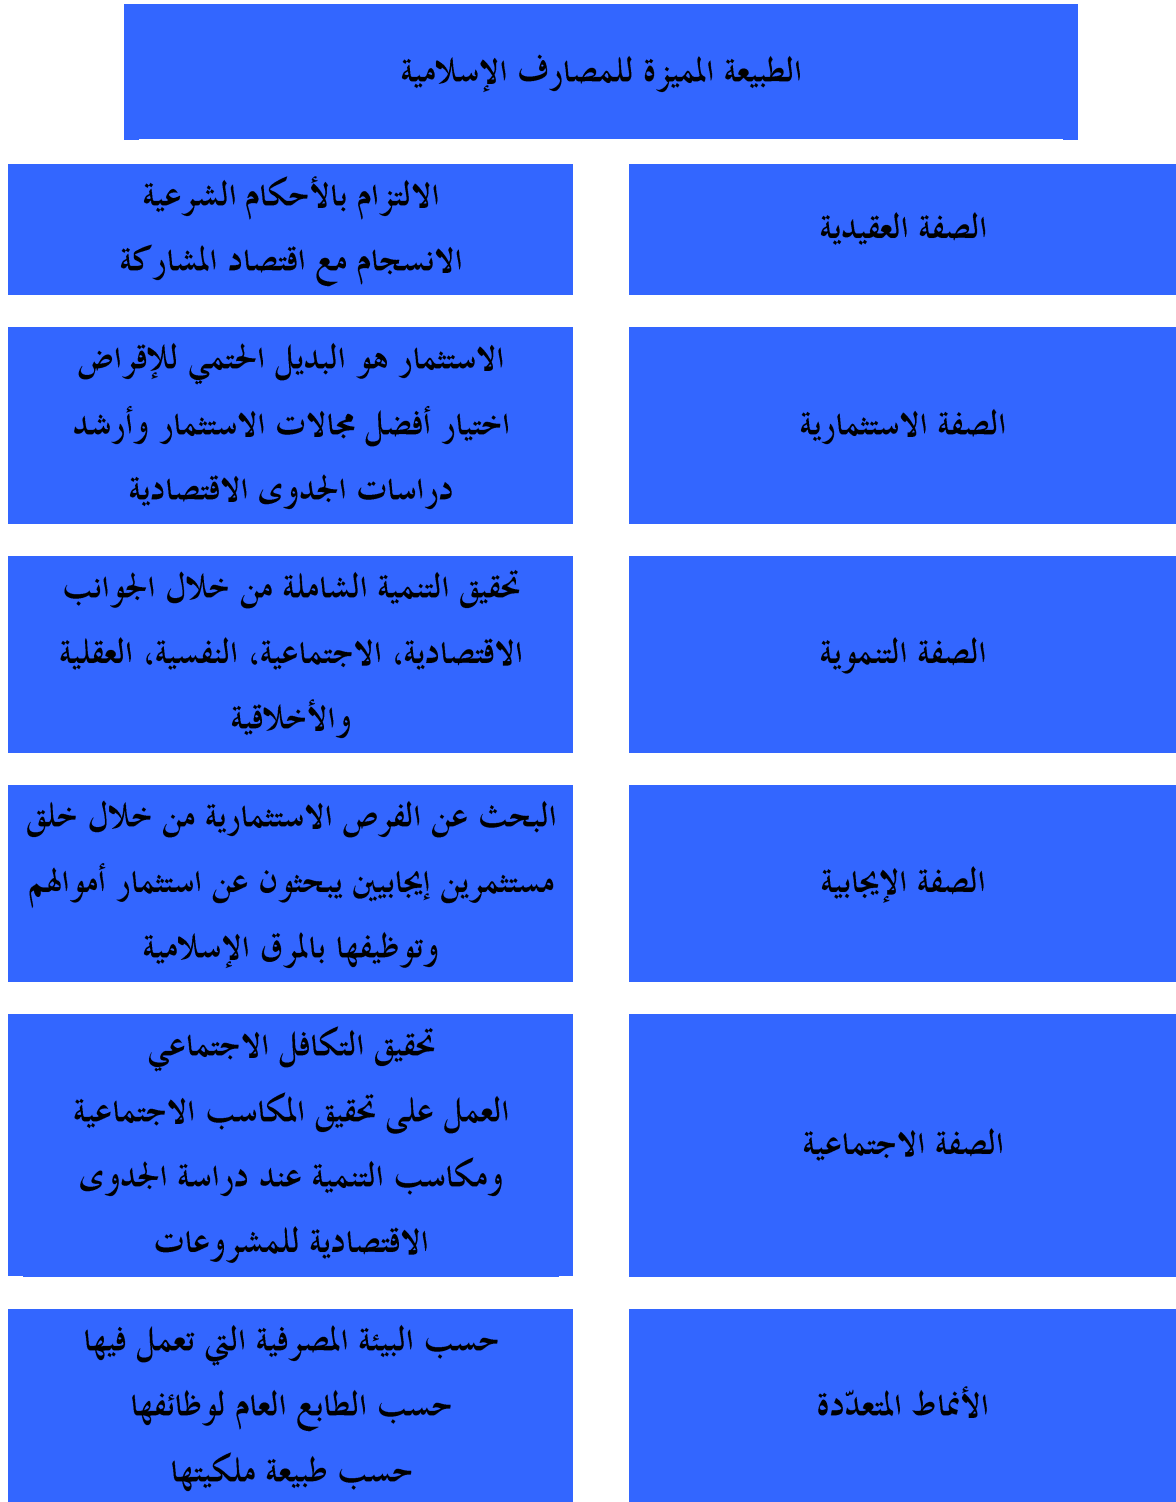 الطبيعة المميزة للمصارف الإسلامية
الصفة العقيدية
الالتزام بالأحكام الشرعية
الانسجام مع اقتصاد المشاركة
الصفة الاستثمارية
الاستثمار هو البديل الحتمي للإقراض
اختيار أفضل مجالات الاستثمار وأرشد
دراسات الجدوى الاقتصادية
الصفة التنموية
تحقيق التنمية الشاملة من خلال الجوانب
الاقتصادية، الاجتماعية، النفسية، العقلية
والأخلاقية
الصفة الإيجابية
البحث عن الفرص الاستثمارية من خلال خلق
مستثمرين إيجابيين يبحثون عن استثمار أموالهم
وتوظيفها بالمرق الإسلامية
الصفة الاجتماعية
تحقيق التكافل الاجتماعي
العمل على تحقيق المكاسب الاجتماعية
ومكاسب التنمية عند دراسة الجدوى
الاقتصادية للمشروعات
الأنماط المتعدّدة
حسب البيئة المصرفية التي تعمل فيها
حسب الطابع العام لوظائفها
حسب طبيعة ملكيتها